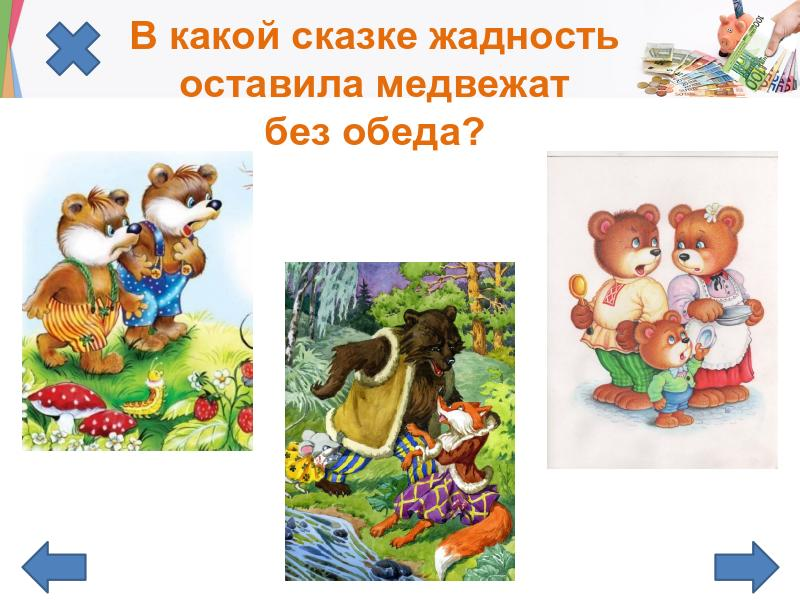 В какой сказке жадность
оставила медвежат
без обеда?